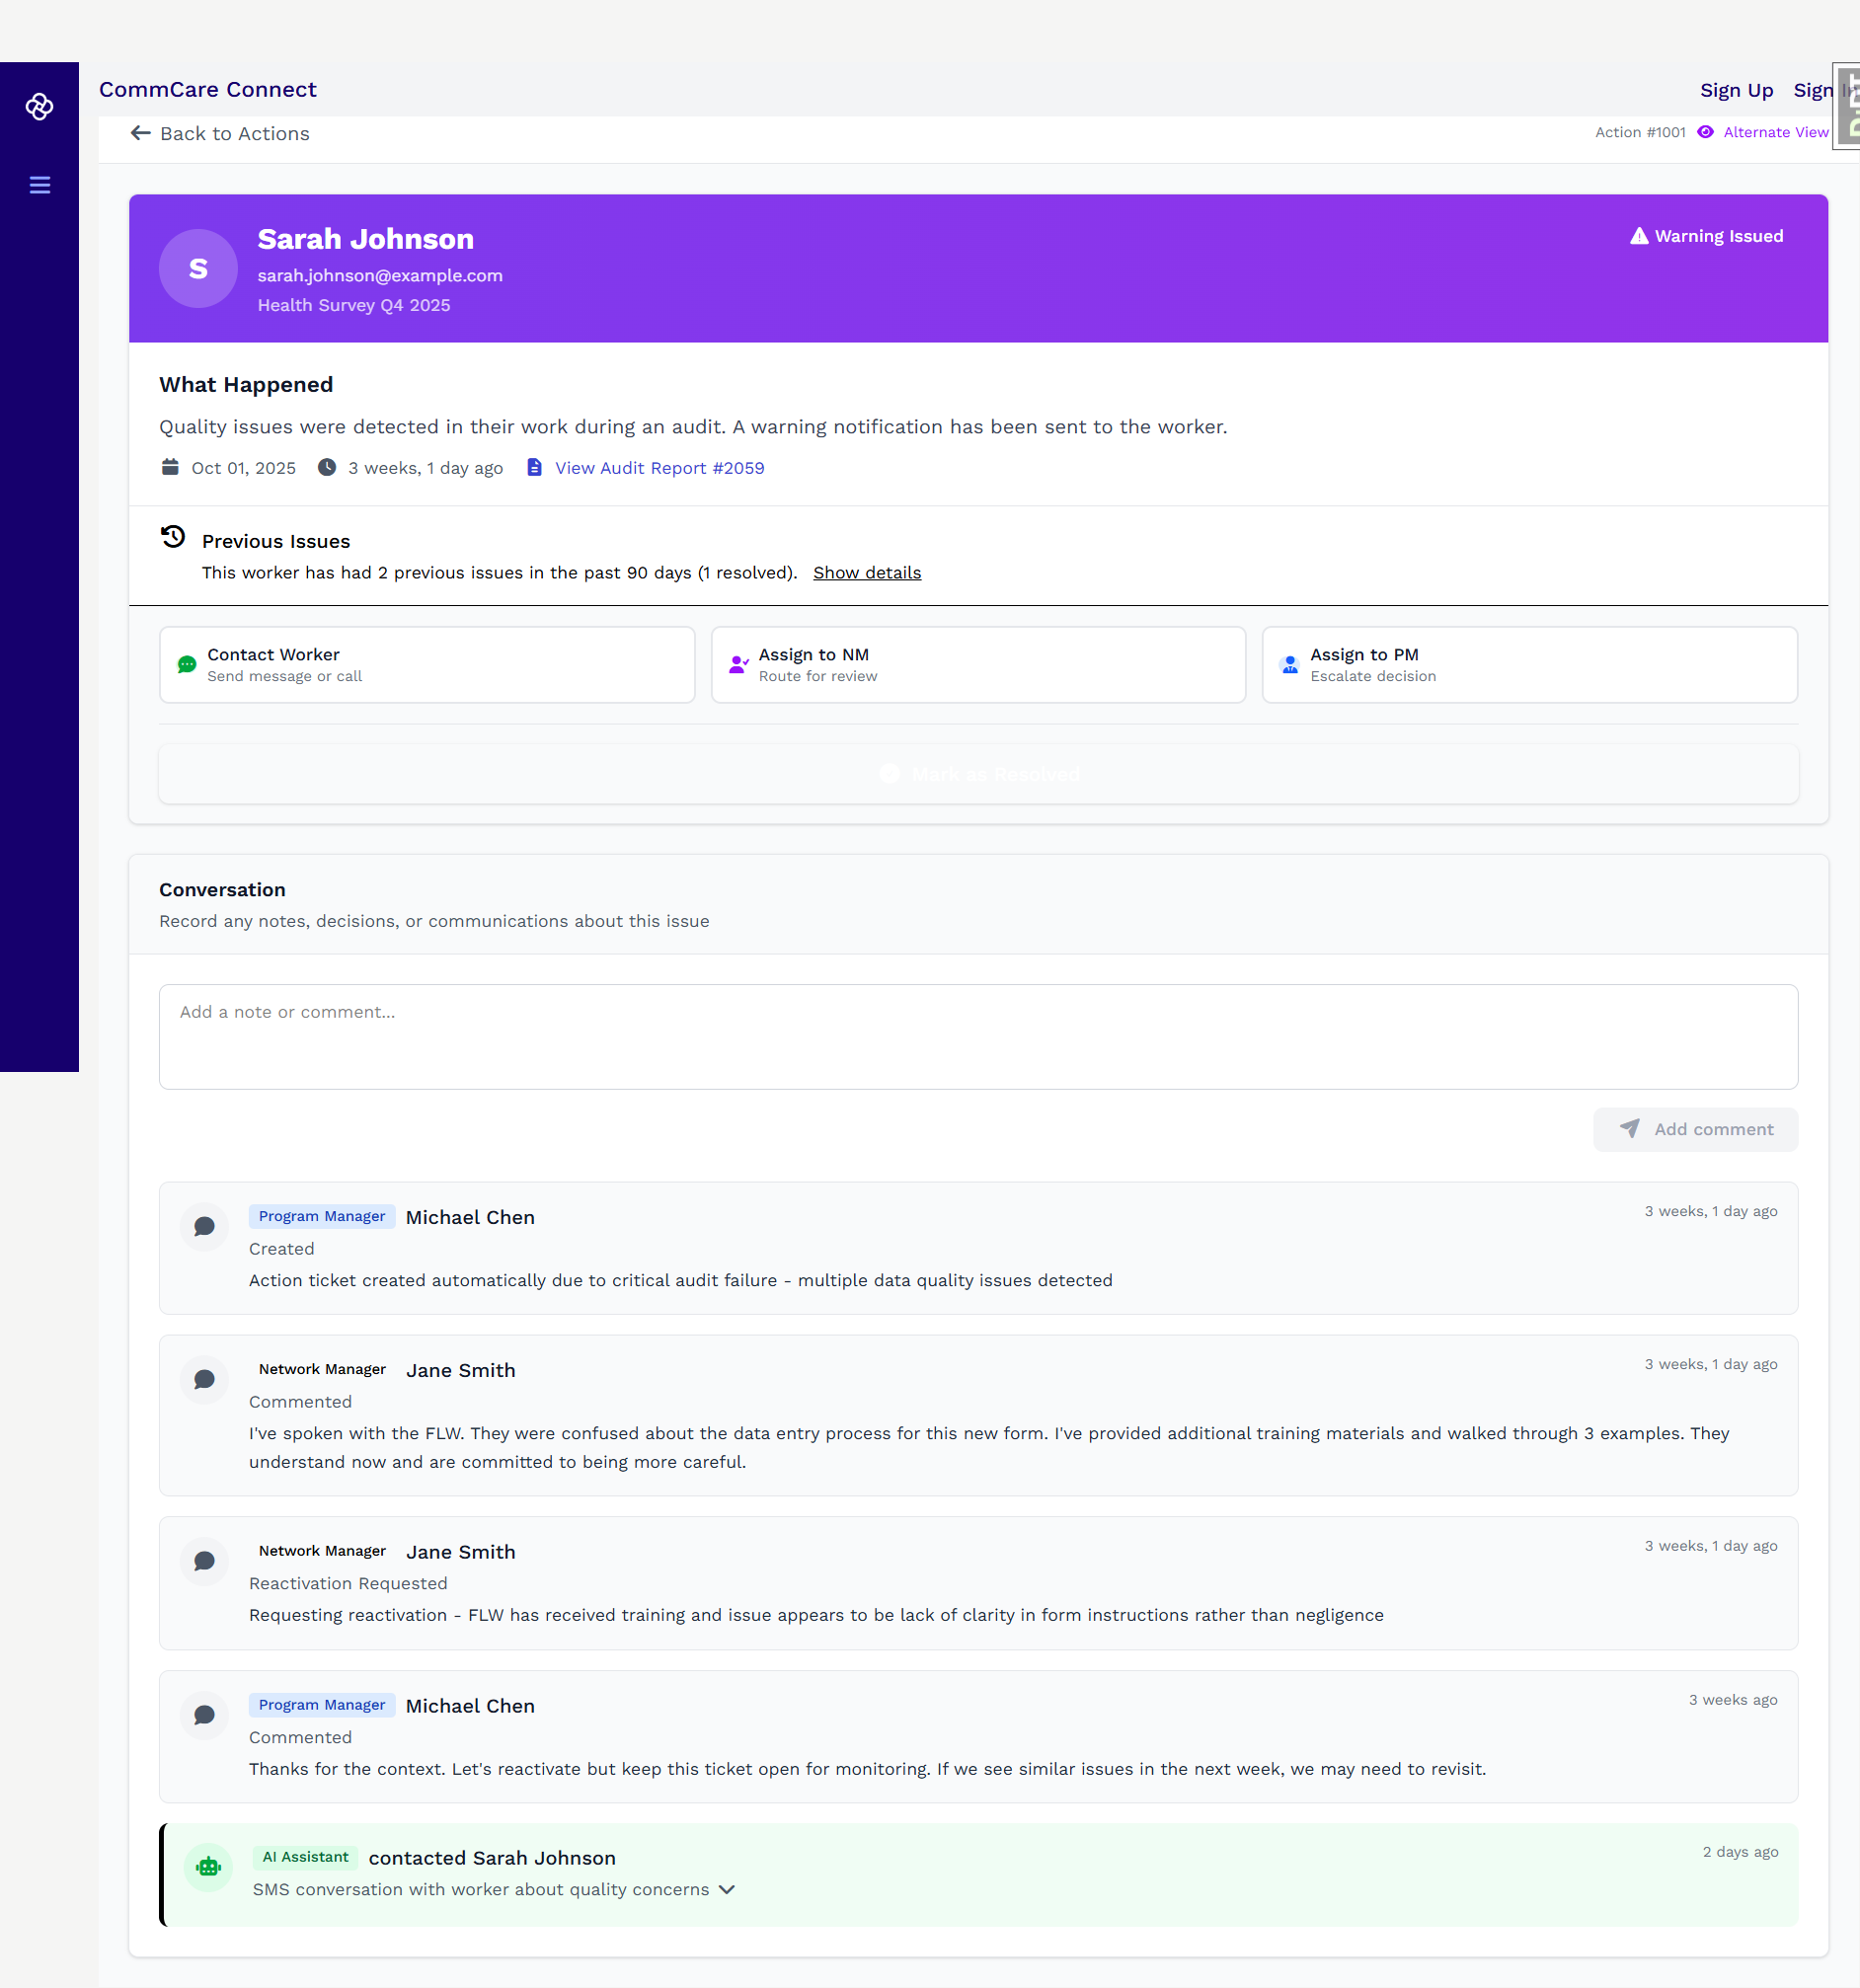 CommCare Connect
Sign Up
Sign In
Back to Actions
Action #1001
Alternate View
S
Sarah Johnson
sarah.johnson@example.com
Health Survey Q4 2025
Warning Issued
What Happened
Quality issues were detected in their work during an audit. A warning notification has been sent to the worker.
Oct 01, 2025
3 weeks, 1 day ago
View Audit Report #2059
Previous Issues
This worker has had 2 previous issues in the past 90 days (1 resolved). Show details
Contact Worker
Send message or call
Assign to NM
Route for review
Assign to PM
Escalate decision
Mark as Resolved
Conversation
Record any notes, decisions, or communications about this issue
Add a note or comment...
Add comment
Program Manager
Michael Chen
3 weeks, 1 day ago
Created
Action ticket created automatically due to critical audit failure - multiple data quality issues detected
Network Manager
Jane Smith
3 weeks, 1 day ago
Commented
I've spoken with the FLW. They were confused about the data entry process for this new form. I've provided additional training materials and walked through 3 examples. They
understand now and are committed to being more careful.
Network Manager
Jane Smith
3 weeks, 1 day ago
Reactivation Requested
Requesting reactivation - FLW has received training and issue appears to be lack of clarity in form instructions rather than negligence
Program Manager
Michael Chen
3 weeks ago
Commented
Thanks for the context. Let's reactivate but keep this ticket open for monitoring. If we see similar issues in the next week, we may need to revisit.
AI Assistant
contacted Sarah Johnson
2 days ago
SMS conversation with worker about quality concerns